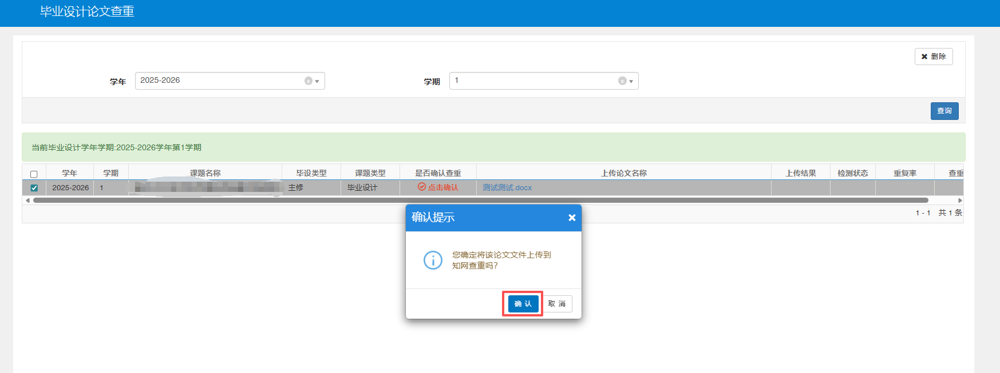 毕业设计论文查重
删除
学年 2025-2026 学期 1
查询
当前毕业设计学年学期:2025-2026学年第1学期
学年 学期 课题名称 毕设类型 课题类型 是否确认查重 上传论文名称 上传结果 检测状态 重复率 查重
2025-2026 1 主修 毕业设计 点击确认 测试测试.docx
1 - 1 共 1 条
确认提示
您确定将该论文文件上传到
知网查重吗?
确 认 取 消